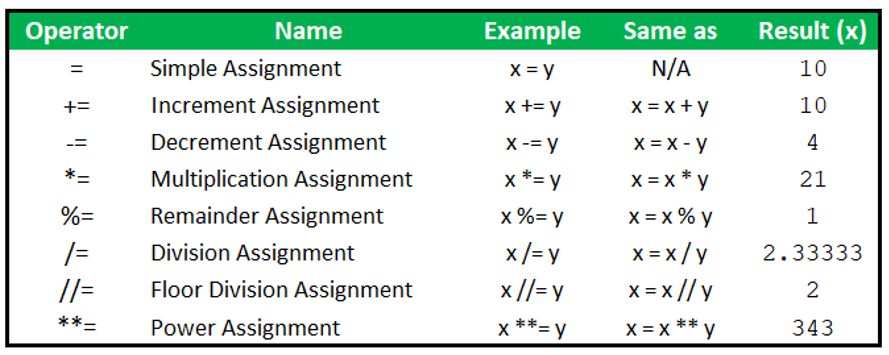 Operator Name Example Same as Result (x)
= Simple Assignment x = y N/A 10
+= Increment Assignment x += y x = x + y 10
-= Decrement Assignment x -= y x = x - y 4
*= Multiplication Assignment x *= y x = x * y 21
%= Remainder Assignment x %= y x = x % y 1
/= Division Assignment x /= y x = x / y 2.33333
//= Floor Division Assignment x //= y x = x // y 2
**= Power Assignment x **= y x = x ** y 343